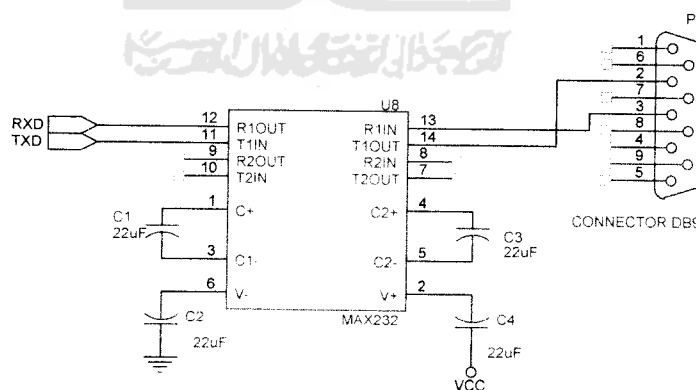 P
1
6
2
7
3
8
4
9
5
CONNECTOR DB9
U8
RXD
TXD
12
11
9
10
R1OUT
T1IN
R2OUT
T2IN
R1IN
T1OUT
R2IN
T2OUT
13
14
8
7
1
C+
C1
22uF
3
C1-
4
C2+
C3
22uF
5
C2-
6
V-
2
V+
MAX232
C2
22uF
C4
22uF
VCC